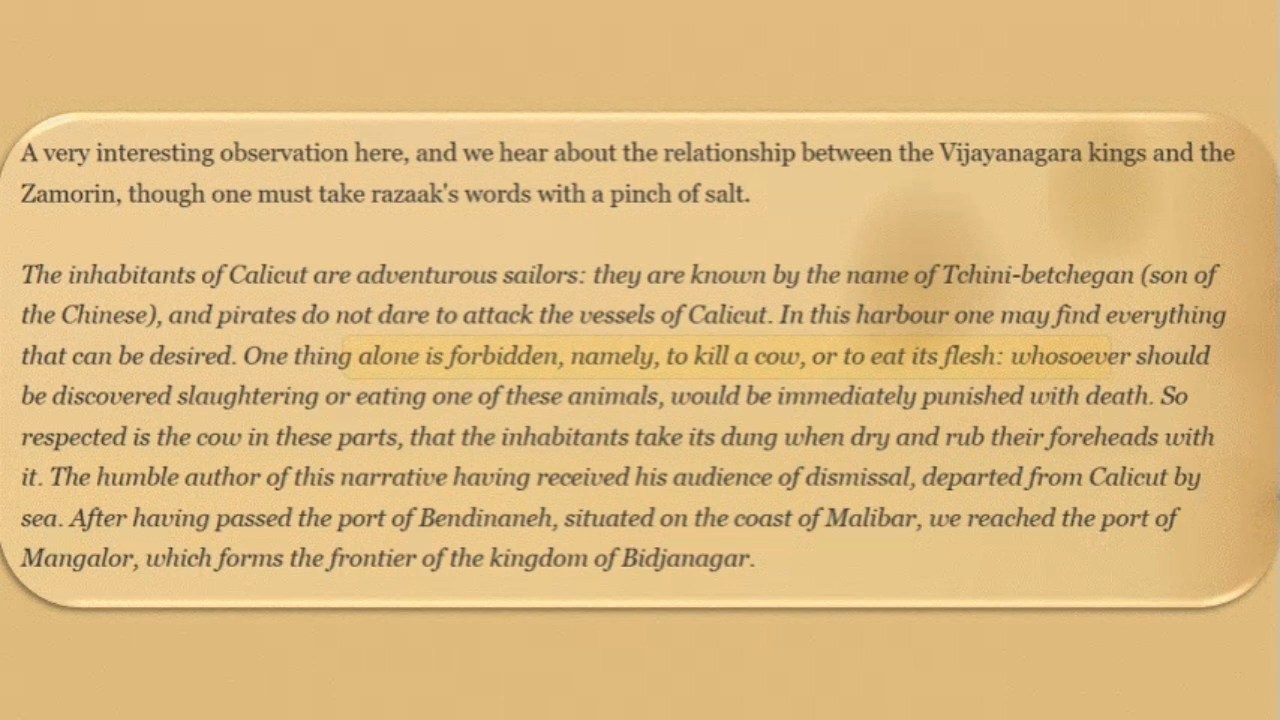 A very interesting observation here, and we hear about the relationship between the Vijayanagara kings and the
Zamorin, though one must take razaak's words with a pinch of salt.
The inhabitants of Calicut are adventurous sailors: they are known by the name of Tchini-betchegan (son of
the Chinese), and pirates do not dare to attack the vessels of Calicut. In this harbour one may find everything
that can be desired. One thing alone is forbidden, namely, to kill a cow, or to eat its flesh: whosoever should
be discovered slaughtering or eating one of these animals, would be immediately punished with death. So
respected is the cow in these parts, that the inhabitants take its dung when dry and rub their foreheads with
it. The humble author of this narrative having received his audience of dismissal, departed from Calicut by
sea. After having passed the port of Bendinaneh, situated on the coast of Malibar, we reached the port of
Mangalor, which forms the frontier of the kingdom of Bidjanagar.